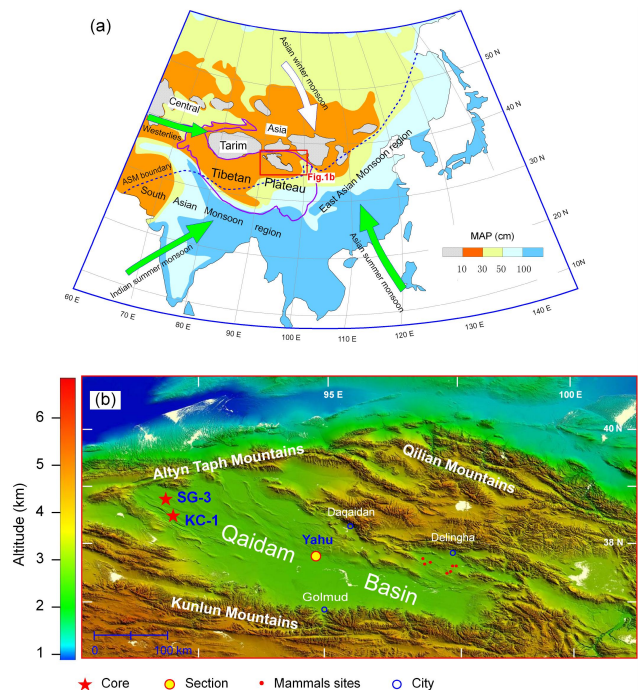 (a)
Asian winter monsoon
50 N
Central
Asia
40 N
Westerlies
Tarim
Fig.1b
ASM boundary
Tibetan
Plateau
East Asian Monsoon region
South Asian Monsoon region
30 N
Indian summer monsoon
Asian summer monsoon
MAP (cm)
10 30 50 100
20 N
10N
60 E
70 E
80 E
90 E
100 E
110 E
120 E
130 E
140 E
(b)
95 E
100 E
40 N
Altyn Taph Mountains
Qilian Mountains
SG-3
KC-1
Daqaidan
Qaidam
Yahu
Delingha
38 N
Basin
Golmud
Kunlun Mountains
0 100 km
Altitude (km)
6
5
4
3
2
1
Core
Section
Mammals sites
City